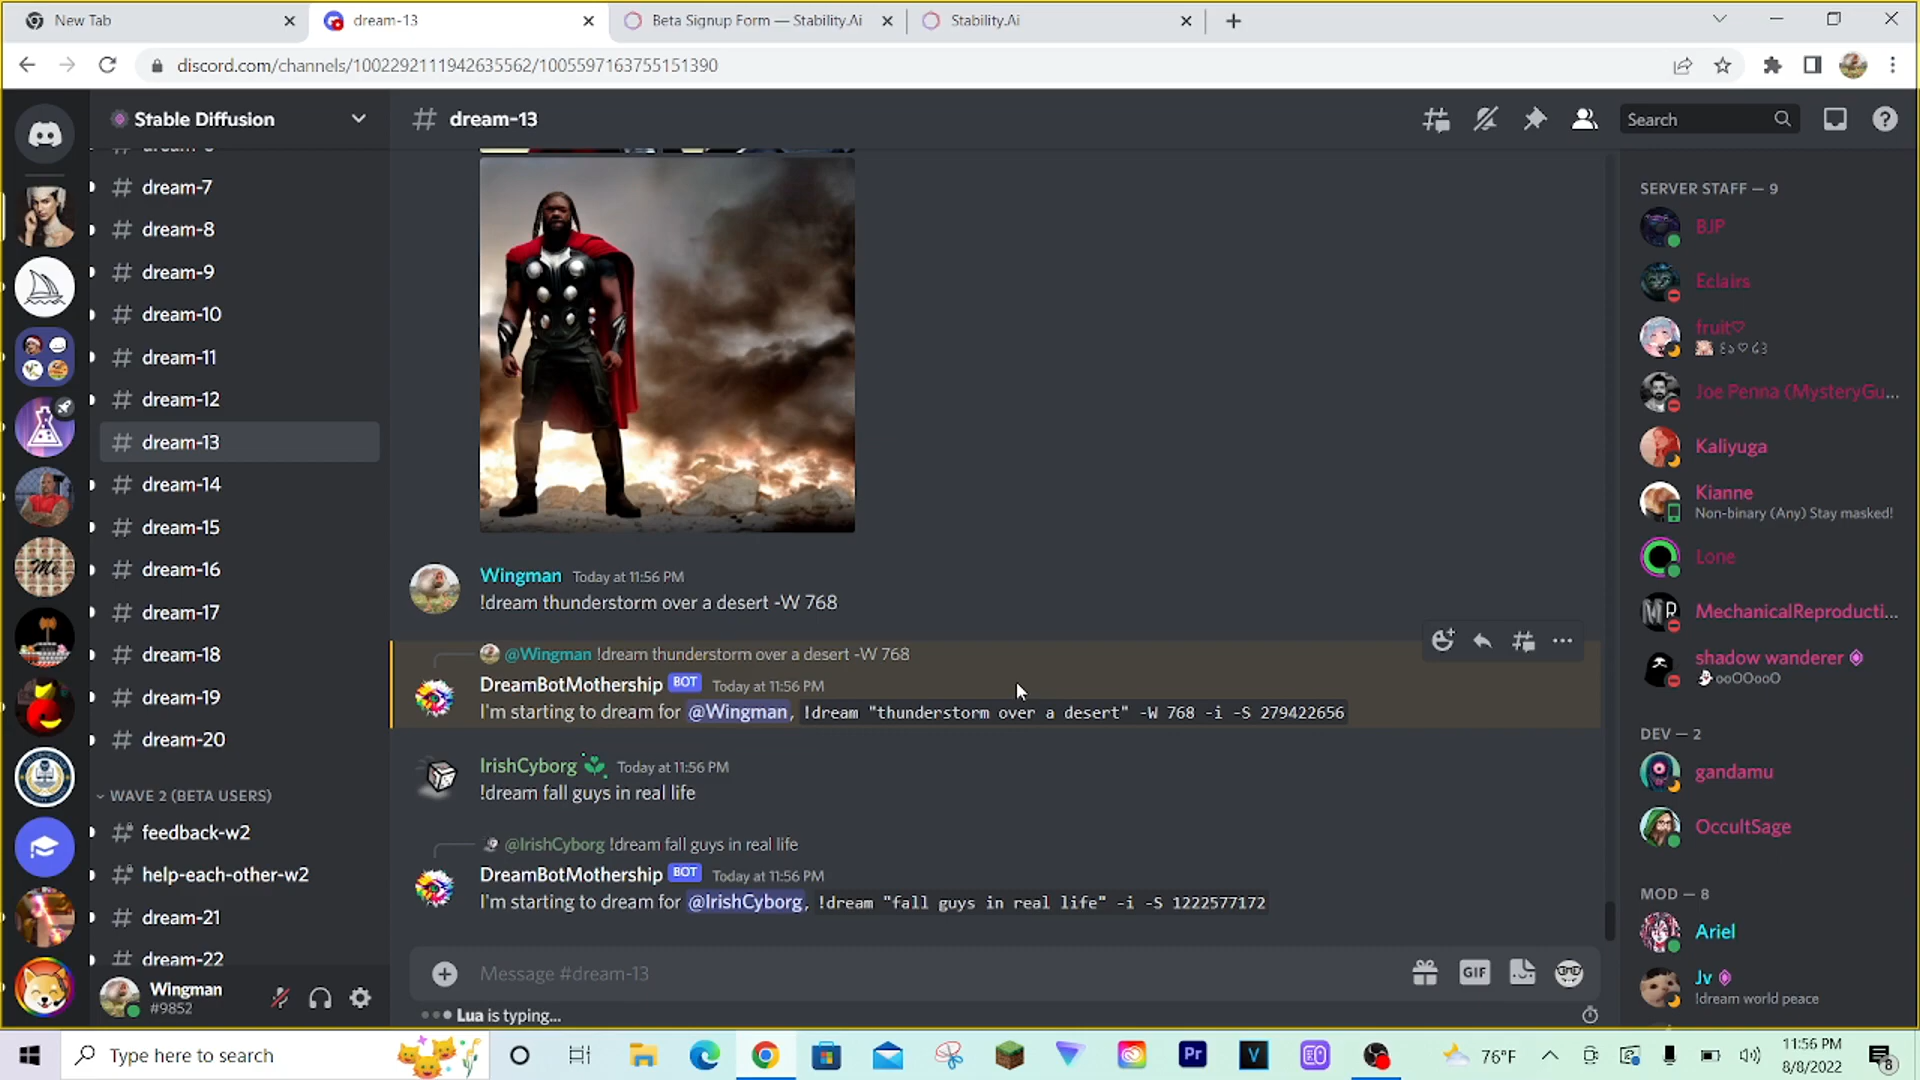 New Tab
dream-13
Beta Signup Form — Stability.Ai
Stability.Ai
discord.com/channels/1002292111942635562/1005597163755151390
Stable Diffusion
# dream-13
Search
# dream-7
# dream-8
# dream-9
# dream-10
# dream-11
# dream-12
# dream-13
# dream-14
# dream-15
# dream-16
# dream-17
# dream-18
# dream-19
# dream-20
WAVE 2 (BETA USERS)
feedback-w2
help-each-other-w2
# dream-21
# dream-22
Wingman
#9852
Wingman Today at 11:56 PM
!dream thunderstorm over a desert -W 768
@Wingman !dream thunderstorm over a desert -W 768
DreamBotMothership BOT Today at 11:56 PM
I'm starting to dream for @Wingman, !dream "thunderstorm over a desert" -W 768 -i -S 279422656
IrishCyborg Today at 11:56 PM
!dream fall guys in real life
@IrishCyborg !dream fall guys in real life
DreamBotMothership BOT Today at 11:56 PM
I'm starting to dream for @IrishCyborg, !dream "fall guys in real life" -i -S 1222577172
Message #dream-13
GIF
Lua is typing...
SERVER STAFF — 9
BJP
Eclairs
fruit♡
Joe Penna (MysteryGu...
Kaliyuga
Kianne
Non-binary (Any) Stay masked!
Lone
MechanicalReproducti...
shadow wanderer
ooOOooO
DEV — 2
gandamu
OccultSage
MOD — 8
Ariel
Jv
!dream world peace
Type here to search
Pr
V
76°F
11:56 PM
8/8/2022
8